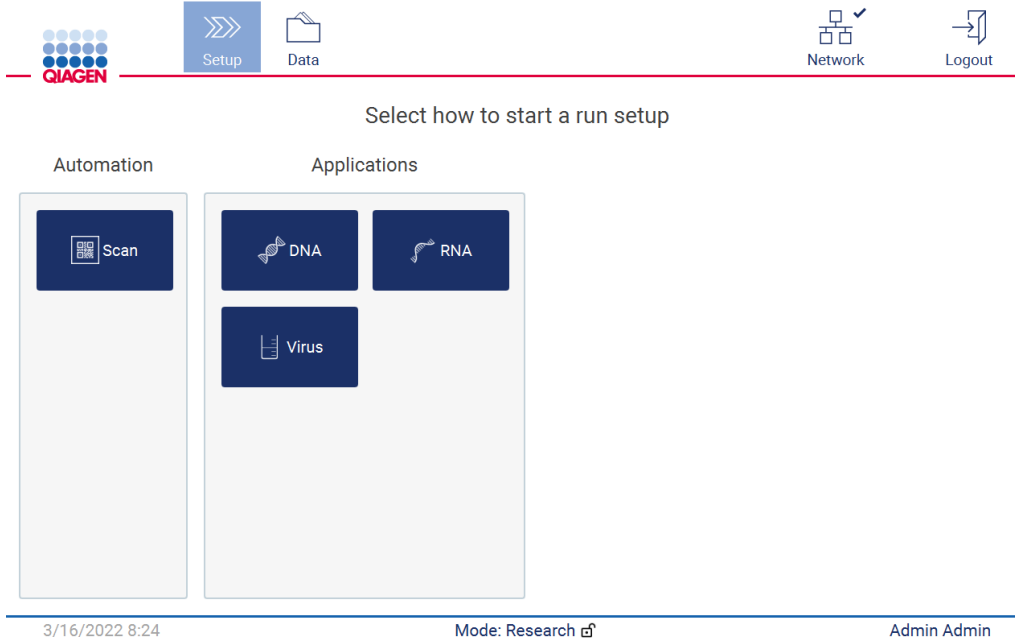 QIAGEN
Setup
Data
Network
Logout
Select how to start a run setup
Automation
Applications
Scan
DNA
RNA
Virus
3/16/2022 8:24
Mode: Research
Admin Admin